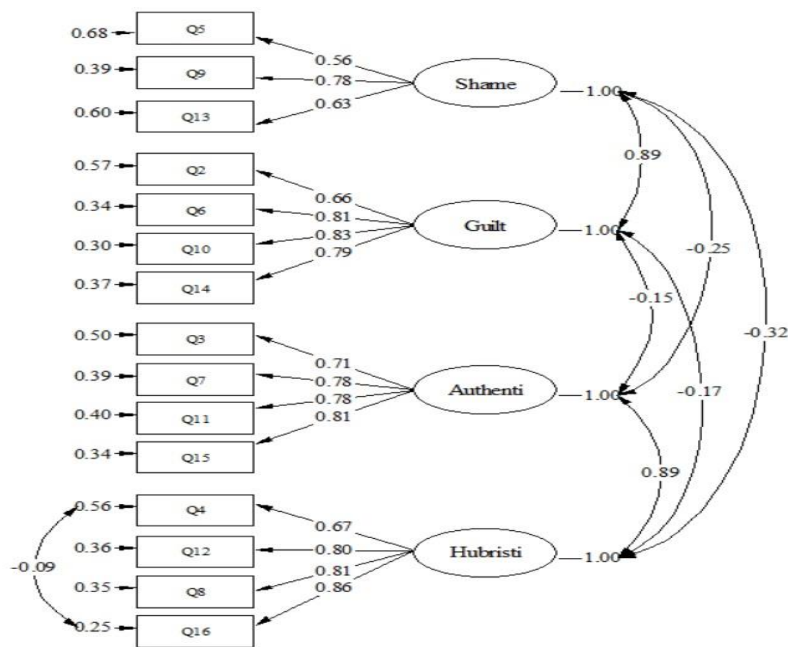 0.68 Q5
0.56
0.39 Q9 0.78 Shame 1.00
0.63
0.60 Q13
0.89
0.57 Q2
0.66
0.34 Q6 0.81 Guilt 1.00
0.83
0.30 Q10
0.79
0.37 Q14
-0.25
-0.15
-0.32
0.50 Q3
0.71
0.39 Q7 0.78 Authenti 1.00
0.78
0.40 Q11
0.81
0.34 Q15
-0.17
0.89
0.56 Q4
0.67
0.36 Q12 0.80 Hubristi 1.00
0.81
0.35 Q8
0.86
0.25 Q16
-0.09